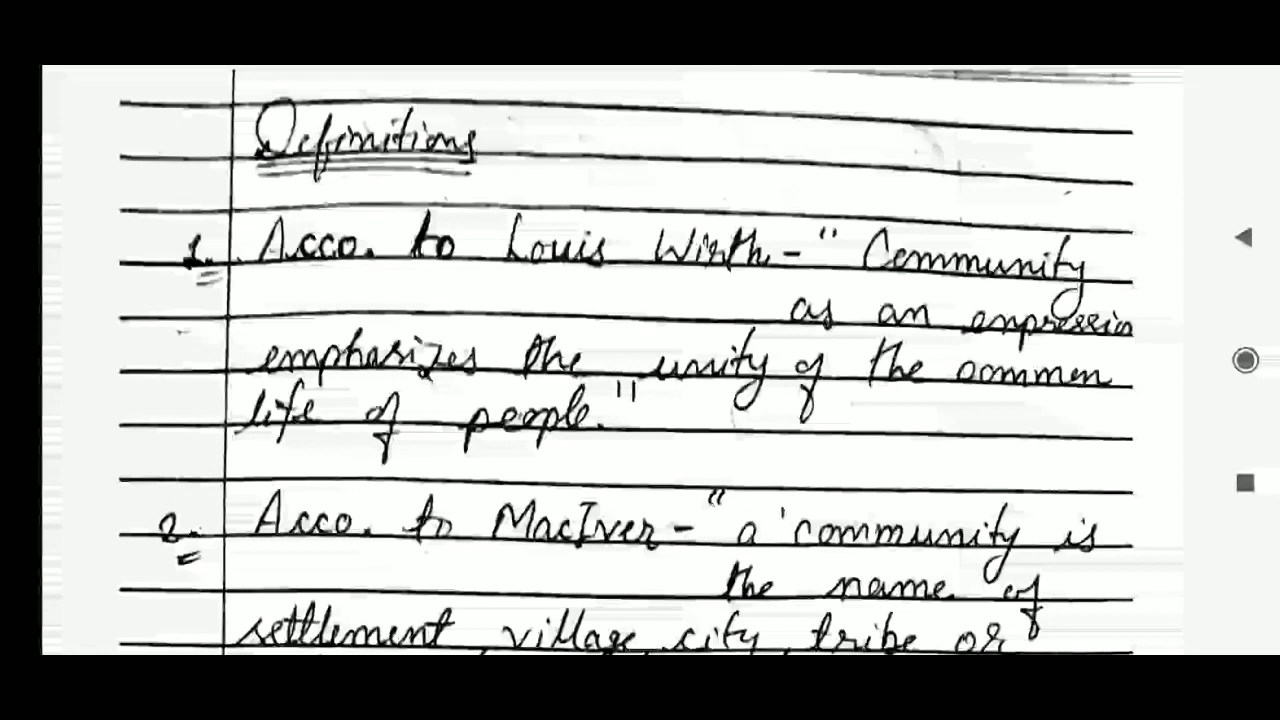 Definitions
1. Acco. to Louis Wirth - " Community
as an expression
emphasizes the unity of the common
life of people."
2. Acco. to MacIver - " a 'community is
the name of
settlement, village, city, tribe or